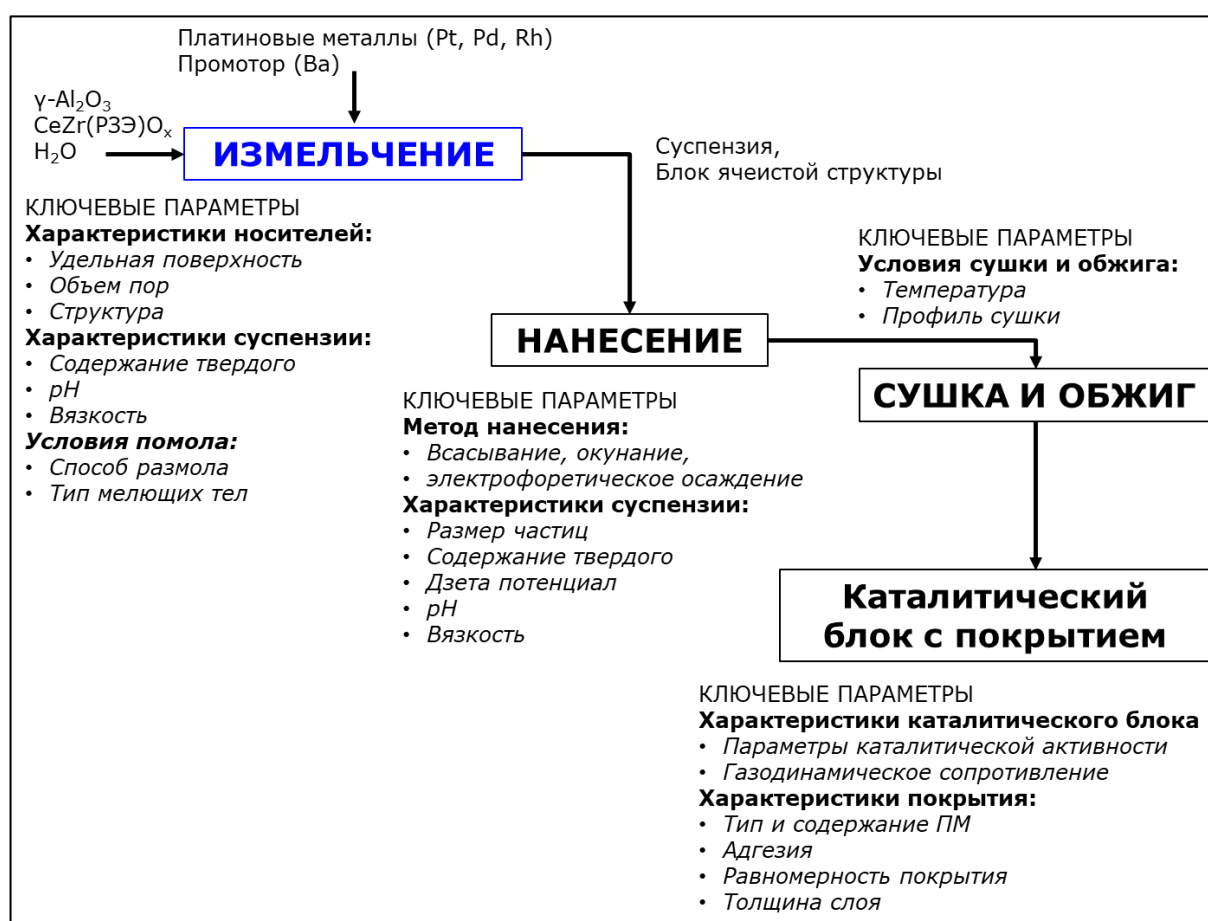 Платиновые металлы (Pt, Pd, Rh)
Промотор (Ba)
γ-Al₂O₃
CeZr(РЗЭ)Oₓ
H₂O
ИЗМЕЛЬЧЕНИЕ
Суспензия,
Блок ячеистой структуры
КЛЮЧЕВЫЕ ПАРАМЕТРЫ
Характеристики носителей:
• Удельная поверхность
• Объем пор
• Структура
Характеристики суспензии:
• Содержание твердого
• pH
• Вязкость
Условия помола:
• Способ размола
• Тип мелющих тел
НАНЕСЕНИЕ
КЛЮЧЕВЫЕ ПАРАМЕТРЫ
Метод нанесения:
• Всасывание, окунание,
• электрофоретическое осаждение
Характеристики суспензии:
• Размер частиц
• Содержание твердого
• Дзета потенциал
• pH
• Вязкость
КЛЮЧЕВЫЕ ПАРАМЕТРЫ
Условия сушки и обжига:
• Температура
• Профиль сушки
СУШКА И ОБЖИГ
Каталитический
блок с покрытием
КЛЮЧЕВЫЕ ПАРАМЕТРЫ
Характеристики каталитического блока
• Параметры каталитической активности
• Газодинамическое сопротивление
Характеристики покрытия:
• Тип и содержание ПМ
• Адгезия
• Равномерность покрытия
• Толщина слоя